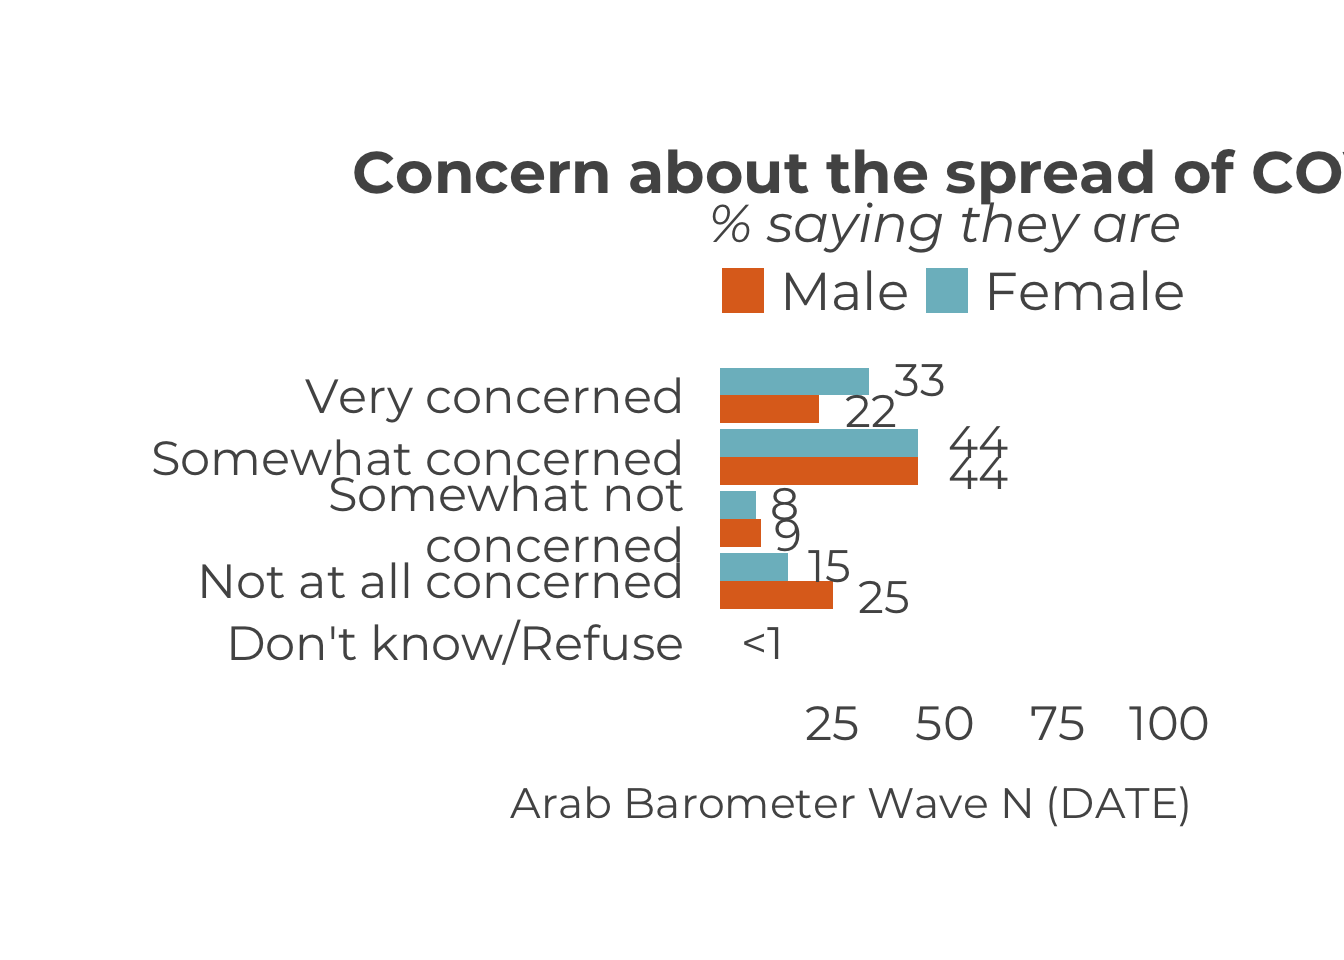 Concern about the spread of
% saying they are
Male Female
Very concerned 33
22
Somewhat concerned 44
44
Somewhat not
concerned 8
9
Not at all concerned 15
25
Don't know/Refuse <1
25 50 75 100
Arab Barometer Wave N (DATE)